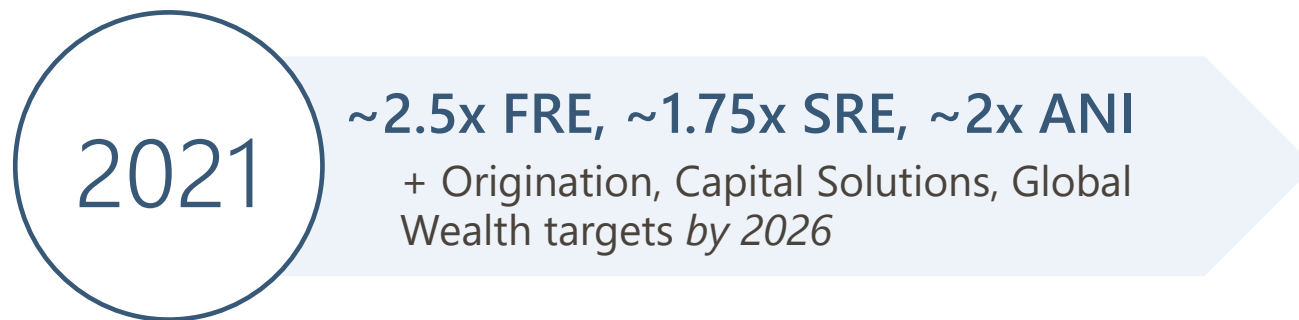 2021
~2.5x FRE, ~1.75x SRE, ~2x ANI
+ Origination, Capital Solutions, Global
Wealth targets by 2026